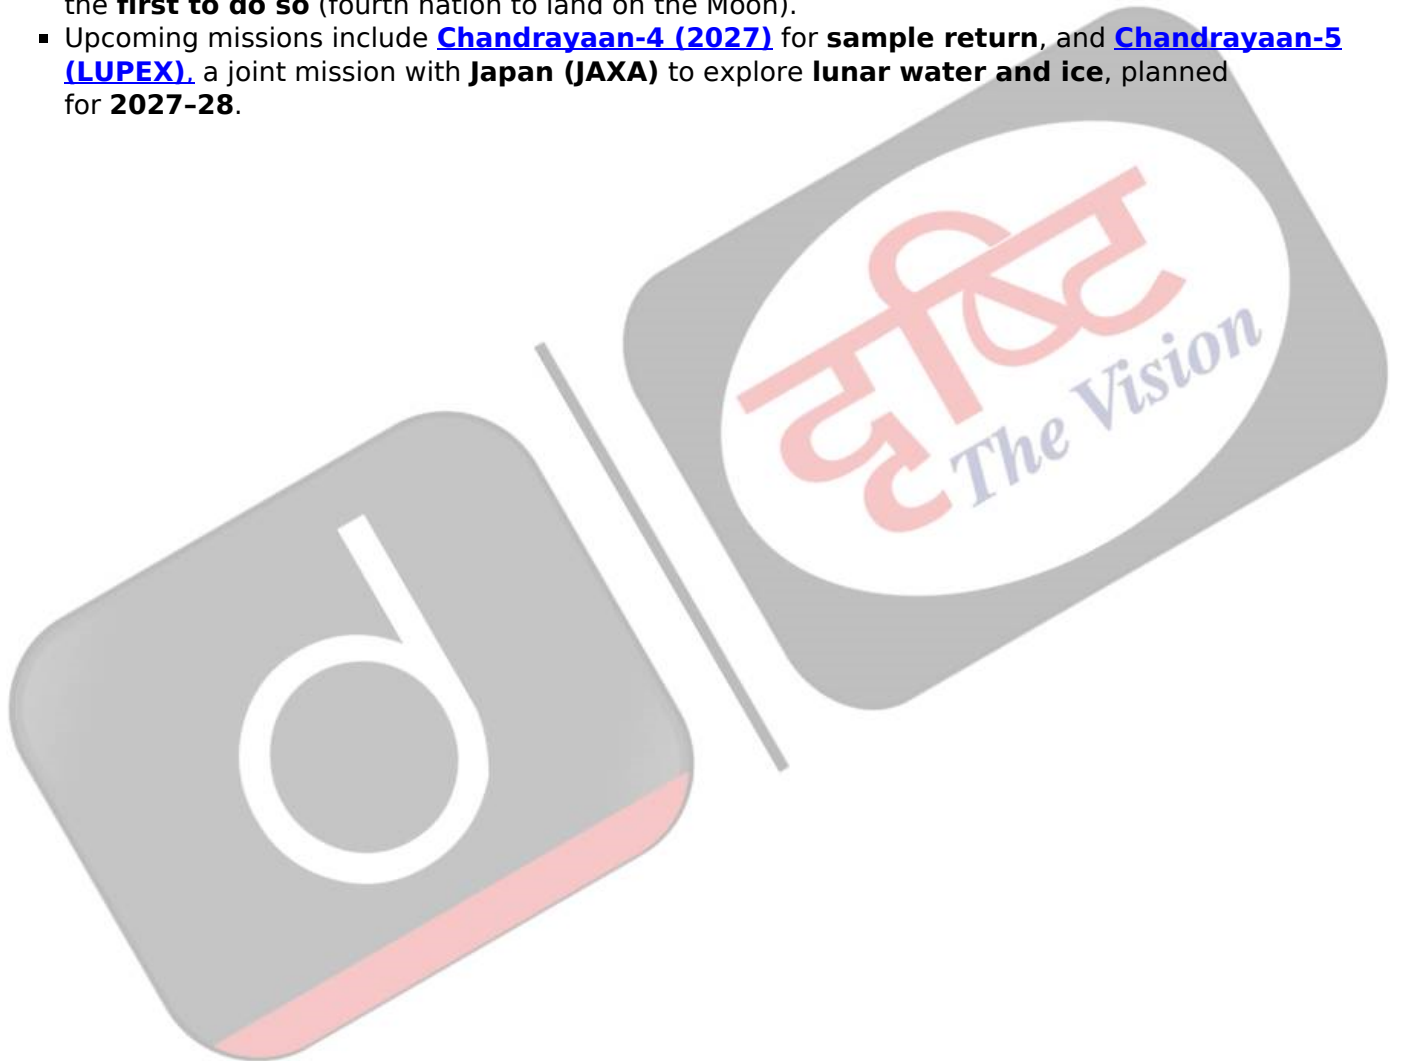 the first to do so (fourth nation to land on the Moon).
▪ Upcoming missions include Chandrayaan-4 (2027) for sample return, and Chandrayaan-5
(LUPEX), a joint mission with Japan (JAXA) to explore lunar water and ice, planned
for 2027–28.
दृष्टि
The Vision
d